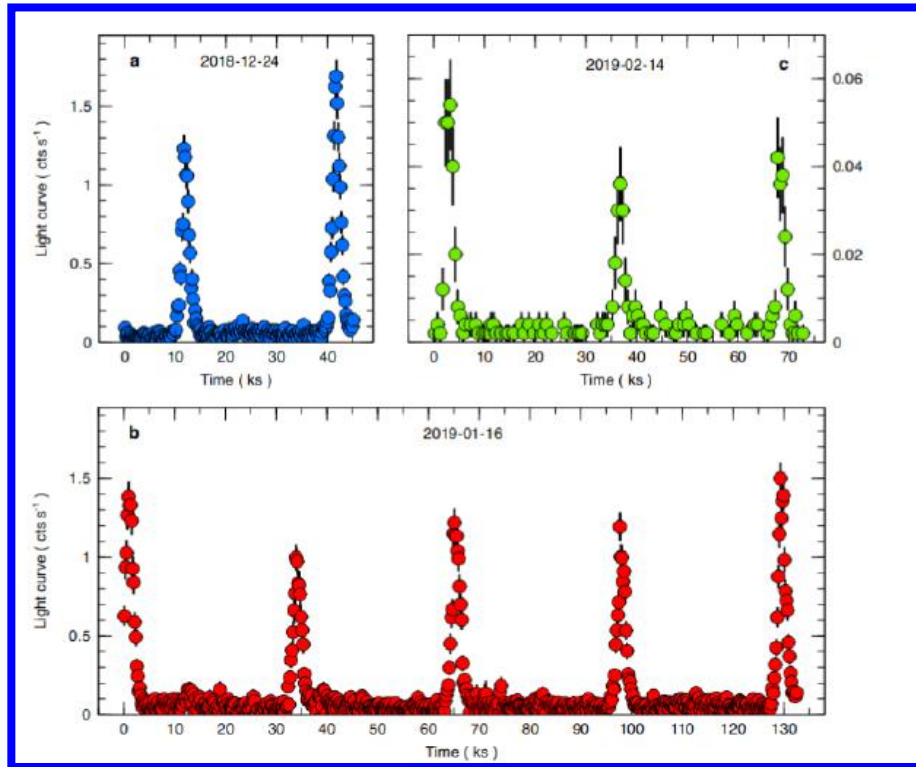 a 2018-12-24
Light curve ( cts s⁻¹ )
1.5
1
0.5
0
0 10 20 30 40
Time ( ks )
2019-02-14 c
0.06
0.04
0.02
0
0 10 20 30 40 50 60 70
Time ( ks )
b 2019-01-16
Light curve ( cts s⁻¹ )
1.5
1
0.5
0
0 10 20 30 40 50 60 70 80 90 100 110 120 130
Time ( ks )